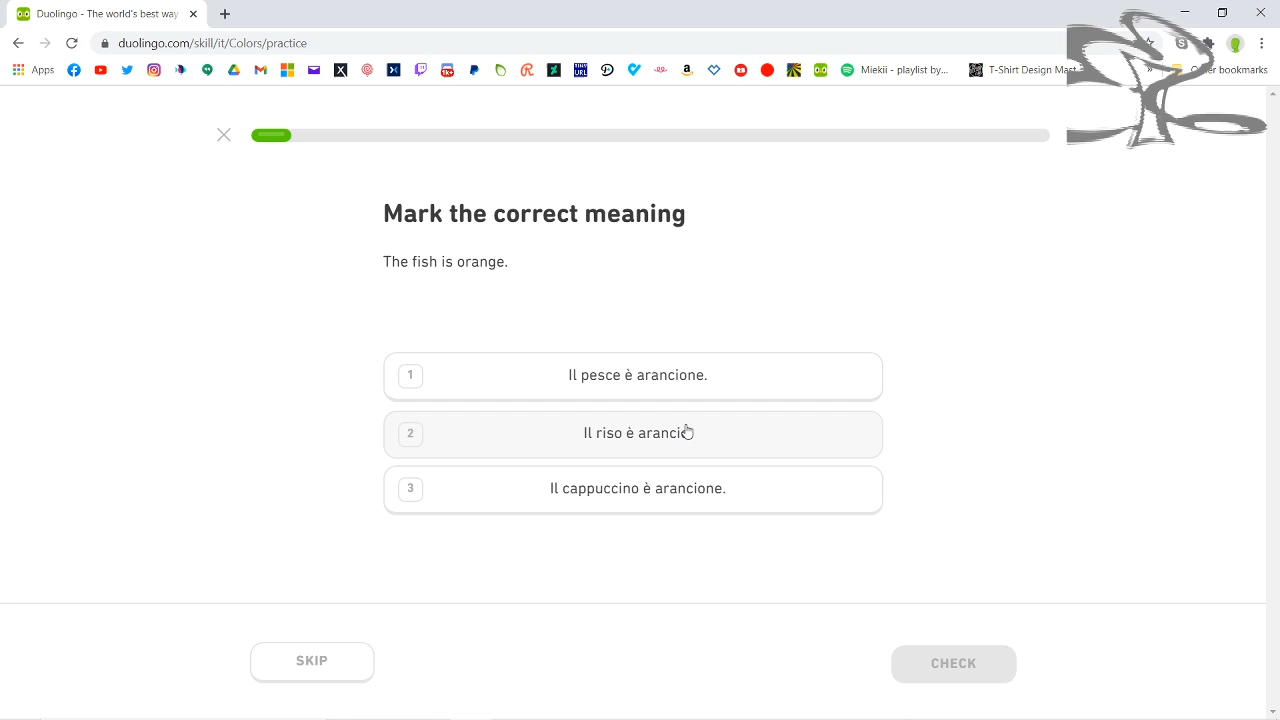 Duolingo - The world's best way
duolingo.com/skill/it/Colors/practice
Apps
Miekii - playlist by...
T-Shirt Design Mast
» Other bookmarks
Mark the correct meaning
The fish is orange.
1 Il pesce è arancione.
2 Il riso è
3 Il cappuccino è arancione.
SKIP
CHECK